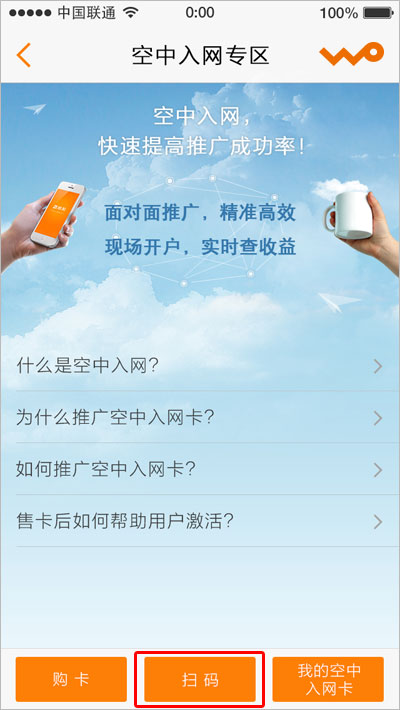 中国联通 0:00 100%
空中入网专区
空中入网，
快速提高推广成功率！
面对面推广，精准高效
现场开户，实时查收益
什么是空中入网？
为什么推广空中入网卡？
如何推广空中入网卡？
售卡后如何帮助用户激活？
购 卡
扫 码
我的空中
入网卡